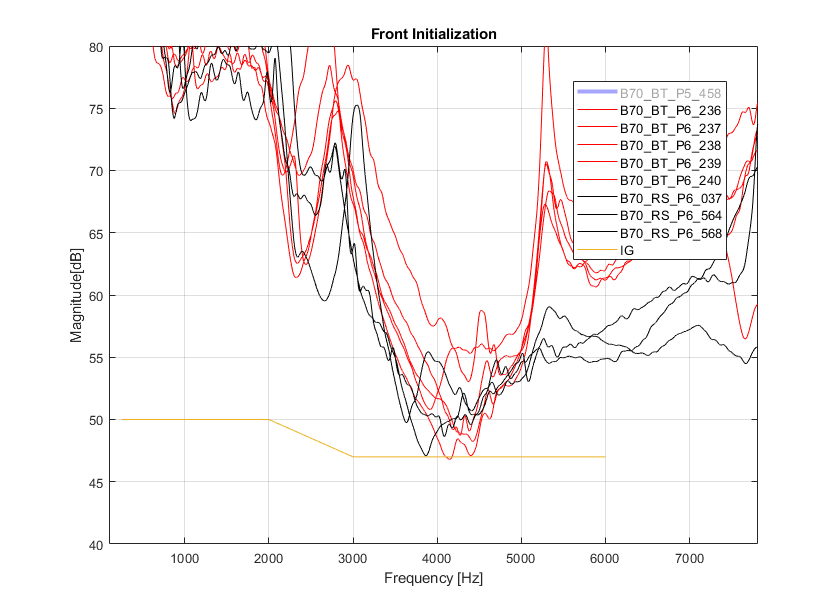 Front Initialization
80
75
70
65
60
55
50
45
40
Magnitude[dB]
1000
2000
3000
4000
5000
6000
7000
Frequency [Hz]
B70_BT_P5_458
B70_BT_P6_236
B70_BT_P6_237
B70_BT_P6_238
B70_BT_P6_239
B70_BT_P6_240
B70_RS_P6_037
B70_RS_P6_564
B70_RS_P6_568
IG